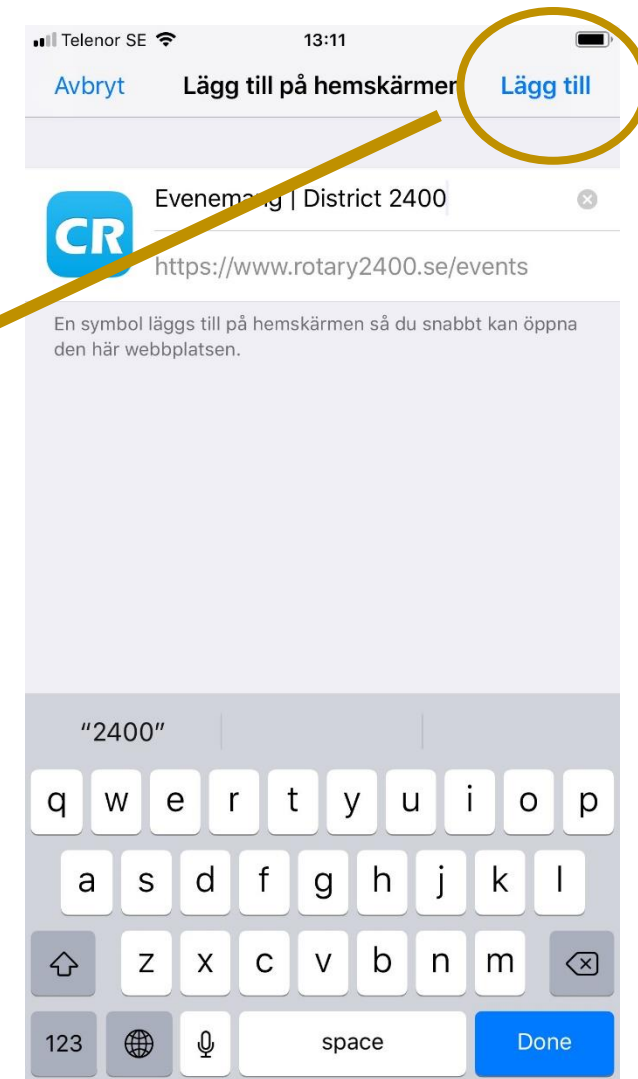 Telenor SE 13:11
Avbryt Lägg till på hemskärmen Lägg till
CR
Evenemang | District 2400
https://www.rotary2400.se/events
En symbol läggs till på hemskärmen så du snabbt kan öppna
den här webbplatsen.
“2400”
q w e r t y u i o p
a s d f g h j k l
z x c v b n m
123 space Done